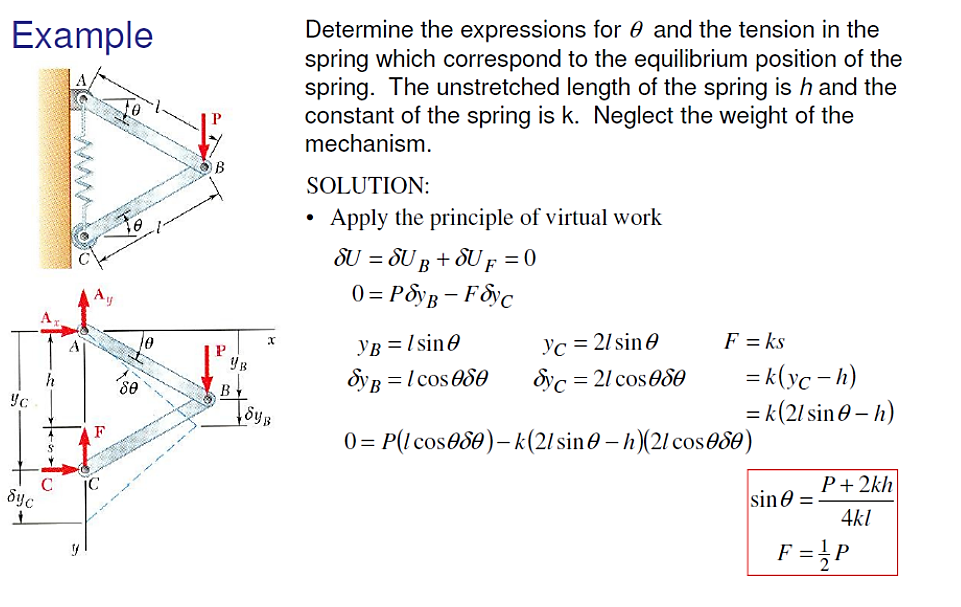 Example
Determine the expressions for θ and the tension in the
spring which correspond to the equilibrium position of the
spring. The unstretched length of the spring is h and the
constant of the spring is k. Neglect the weight of the
mechanism.
SOLUTION:
• Apply the principle of virtual work
δU = δU_B + δU_F = 0
0 = Pδy_B − Fδy_C
y_B = l sin θ
y_C = 2l sin θ
F = ks
δy_B = l cos θδθ
δy_C = 2l cos θδθ
= k(y_C − h)
= k(2l sin θ − h)
0 = P(l cos θδθ) − k(2l sin θ − h)(2l cos θδθ)
sin θ = (P + 2kh)/(4kl)
F = 1/2 P
A
θ
l
P
B
θ
l
C
A_y
A_x
A
θ
x
P
y_B
h
δθ
B
y_C
δy_B
F
s
C
C
δy_C
y